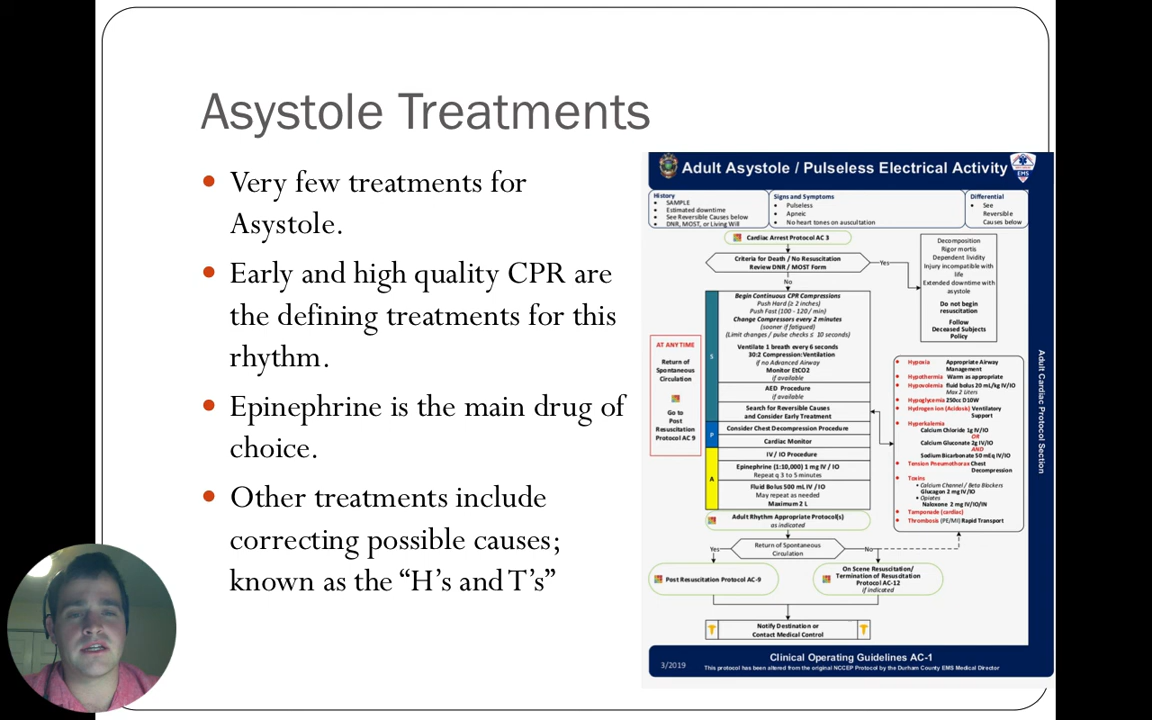 Asystole Treatments
Very few treatments for
Asystole.
Early and high quality CPR are
the defining treatments for this
rhythm.
Epinephrine is the main drug of
choice.
Other treatments include
correcting possible causes;
known as the “H’s and T’s”
Adult Asystole / Pulseless Electrical Activity
EMS
History
SAMPLE
Estimated downtime
See Reversible Causes below
DNR, MOST, or Living Will
Signs and Symptoms
Pulseless
Apneic
No heart tones on auscultation
Differential
See
Reversible
Causes below
Cardiac Arrest Protocol AC 3
Criteria for Death / No Resuscitation
Review DNR / MOST Form
Yes
No
Decomposition
Rigor mortis
Dependent lividity
Injury incompatible with
life
Extended downtime with
asystole
Do not begin
resuscitation
Follow
Deceased Subjects
Policy
AT ANY TIME
Return of
Spontaneous
Circulation
Go to
Post
Resuscitation
Protocol AC 9
S
Begin Continuous CPR Compressions
Push Hard (≥ 2 inches)
Push Fast (100 - 120 / min)
Change Compressors every 2 minutes
(sooner if fatigued)
(Limit changes / pulse checks ≤ 10 seconds)
Ventilate 1 breath every 6 seconds
30:2 Compression:Ventilation
if no Advanced Airway
Monitor EtCO2
if available
AED Procedure
if available
Search for Reversible Causes
and Consider Early Treatment
P
Consider Chest Decompression Procedure
Cardiac Monitor
A
IV / IO Procedure
Epinephrine (1:10,000) 1 mg IV / IO
Repeat q 3 to 5 minutes
Fluid Bolus 500 mL IV / IO
May repeat as needed
Maximum 2 L
Hypoxia Appropriate Airway
Management
Hypothermia Warm as appropriate
Hypovolemia fluid bolus 20 mL/kg IV/IO
Max 2 Liters
Hypoglycemia 250cc D10W
Hydrogen ion (Acidosis) Ventilatory
Support
Hyperkalemia
Calcium Chloride 1g IV/IO
OR
Calcium Gluconate 2g IV/IO
AND
Sodium Bicarbonate 50 mEq IV/IO
Tension Pneumothorax Chest
Decompression
Toxins
Calcium Channel / Beta Blockers
Glucagon 2 mg IV/IO
Opiates
Naloxone 2 mg IV/IO/IN
Tamponade (cardiac)
Thrombosis (PE/MI) Rapid Transport
Adult Rhythm Appropriate Protocol(s)
as indicated
Return of Spontaneous
Circulation
Yes
No
Post Resuscitation Protocol AC-9
On Scene Resuscitation/
Termination of Resuscitation
Protocol AC-12
if indicated
Notify Destination or
Contact Medical Control
Adult Cardiac Protocol Section
3/2019
Clinical Operating Guidelines AC-1
This protocol has been altered from the original NCCEP Protocol by the Durham County EMS Medical Director